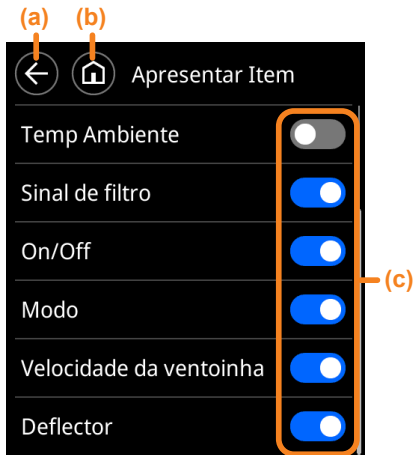 (a) (b)
Apresentar Item
Temp Ambiente
Sinal de filtro
On/Off
(c)
Modo
Velocidade da ventoinha
Deflector